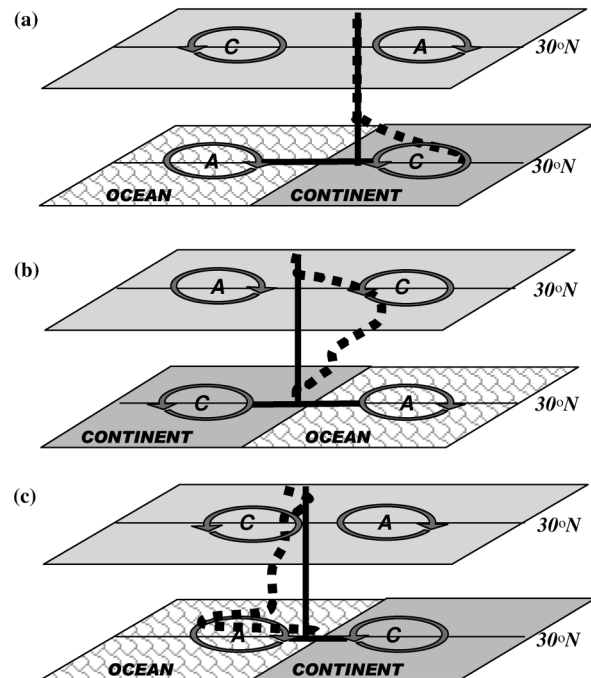 (a)
C A 30°N
A C 30°N
OCEAN CONTINENT
(b)
A C 30°N
C A 30°N
CONTINENT OCEAN
(c)
C A 30°N
A C 30°N
OCEAN CONTINENT